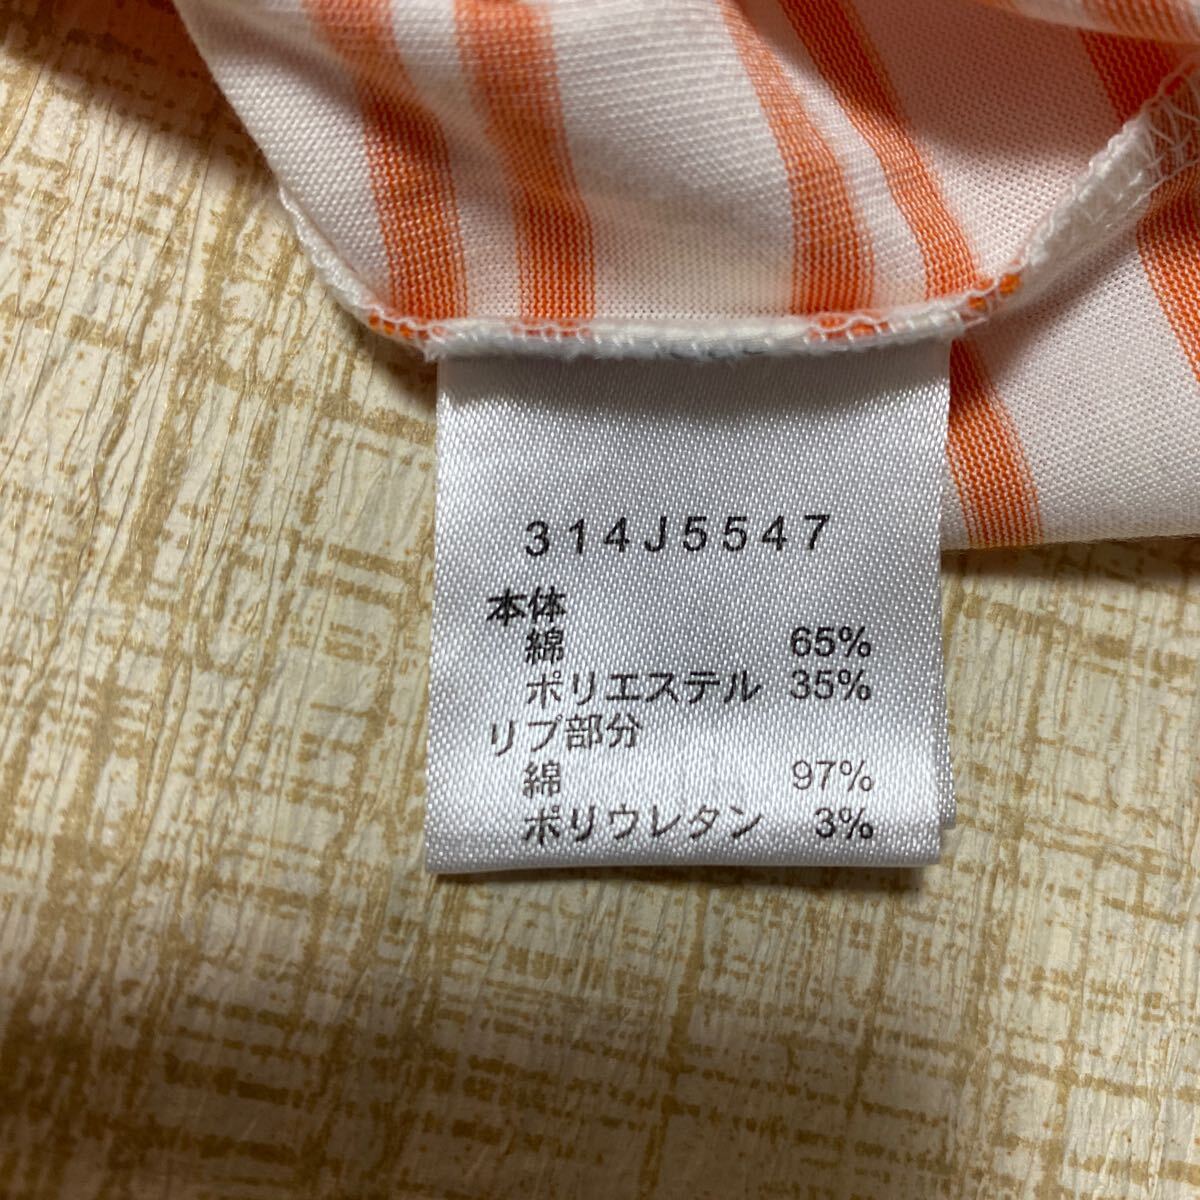 314J5547
本体
綿 65%
ポリエステル 35%
リブ部分
綿 97%
ポリウレタン 3%